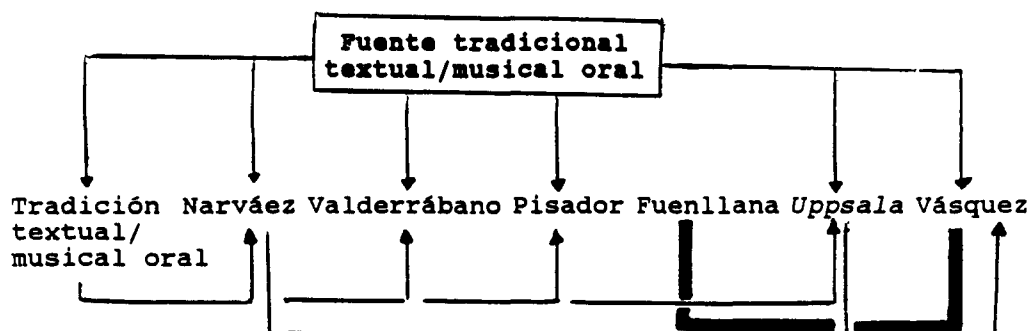 Fuente tradicional
textual/musical oral
Tradición Narváez Valderrábano Pisador Fuenllana Uppsala Vásquez
textual/
musical oral